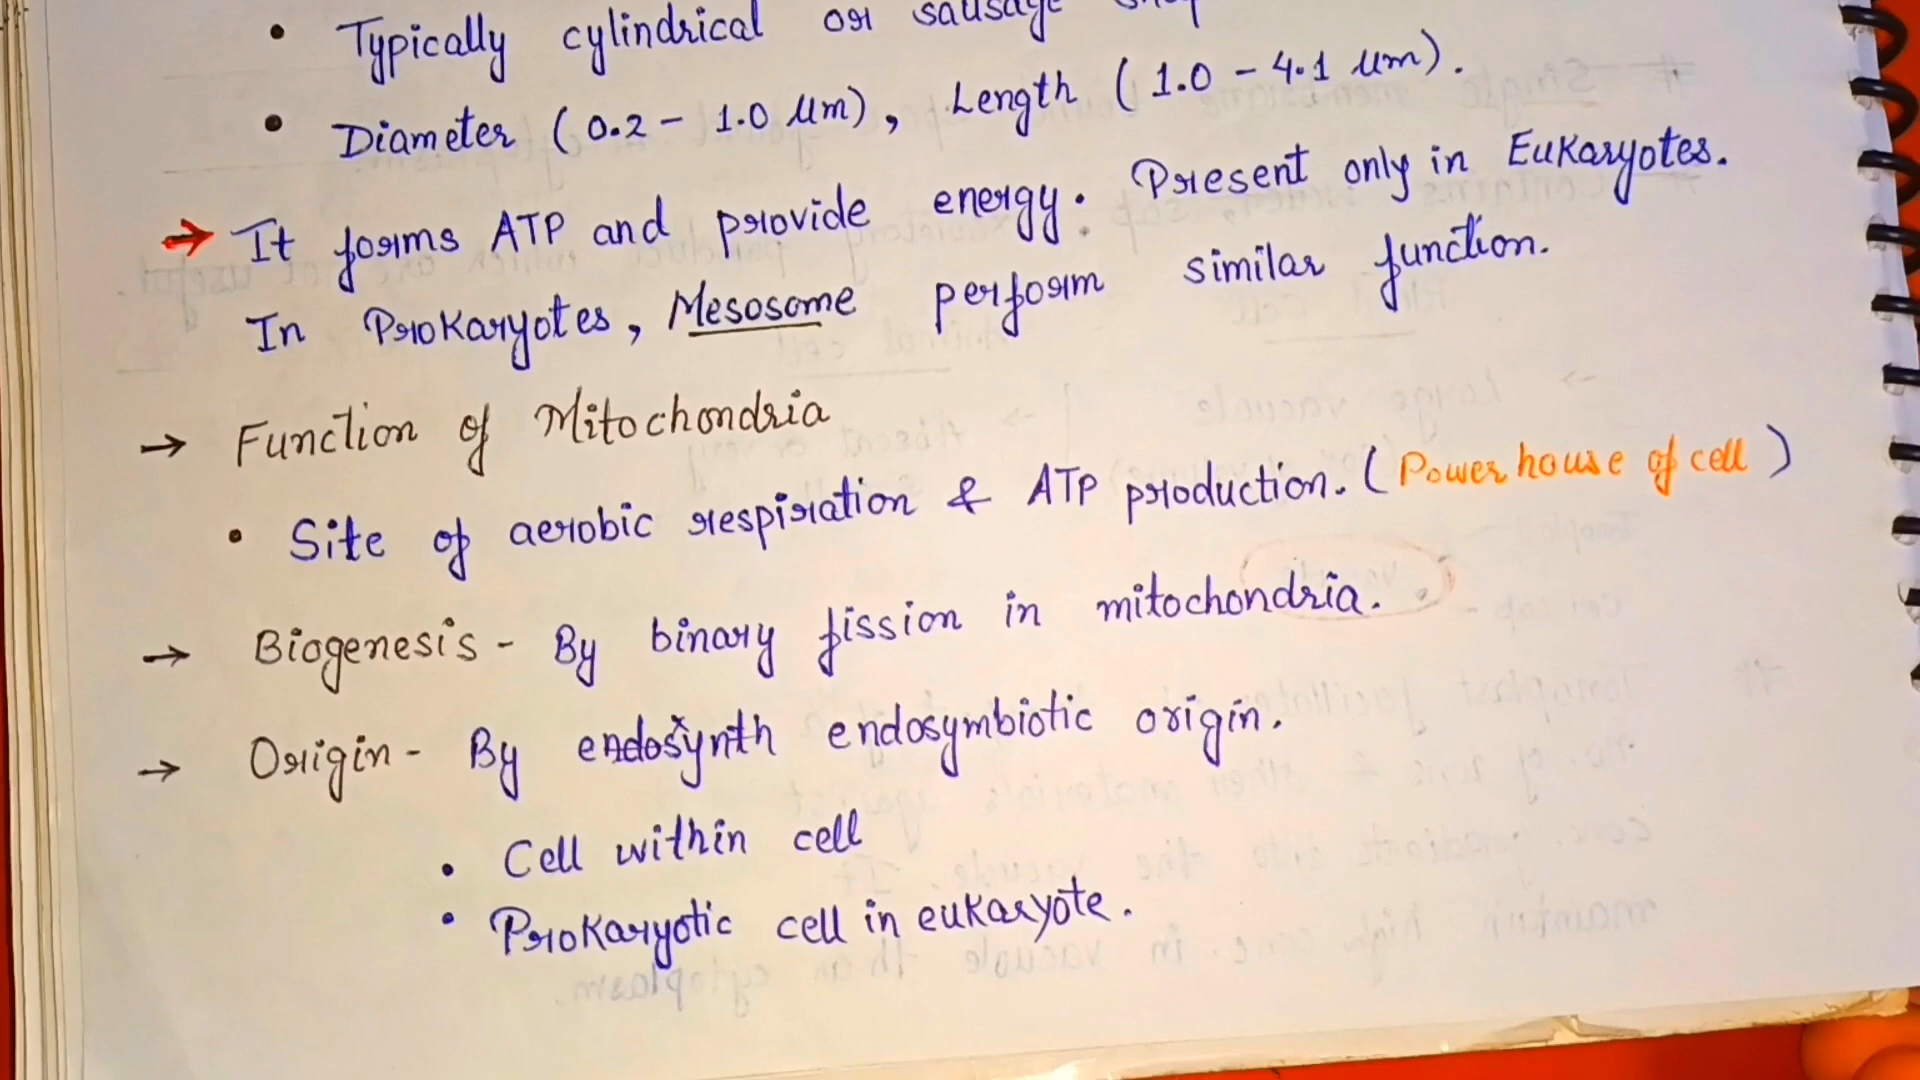 • Typically cylindrical or sausage
• Diameter (0.2 - 1.0 µm), Length (1.0 - 4.1 µm).
→ It forms ATP and provide energy. Present only in Eukaryotes.
In Prokaryotes, Mesosome perform similar function.
→ Function of Mitochondria
• Site of aerobic respiration & ATP production. (Power house of cell)
→ Biogenesis - By binary fission in mitochondria.
→ Origin - By endosynth endosymbiotic origin.
• Cell within cell
• Prokaryotic cell in eukaryote.